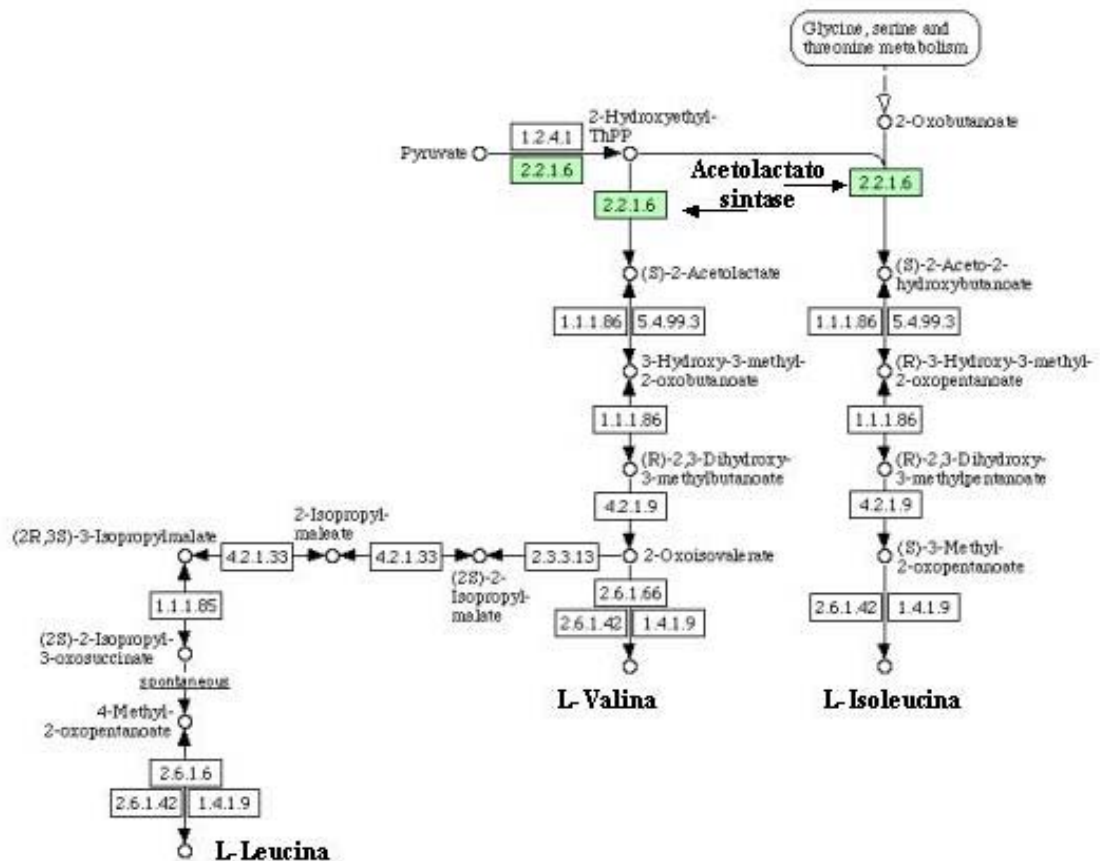 Glycine, serine and
threonine metabolism
2-Oxobutanoate
2-Hydroxyethyl-
ThPP
1.2.4.1
Pyruvate
2.2.1.6
Acetolactato
sintase
2.2.1.6
2.2.1.6
(S)-2-Acetolactate
(S)-2-Aceto-2-
hydroxybutanoate
1.1.1.86 5.4.99.3
1.1.1.86 5.4.99.3
3-Hydroxy-3-methyl-
2-oxobutanoate
(R)-3-Hydroxy-3-methyl-
2-oxopentanoate
1.1.1.86
1.1.1.86
(R)-2,3-Dihydroxy-
3-methylbutanoate
(R)-2,3-Dihydroxy-
3-methylpentanoate
4.2.1.9
4.2.1.9
(2R,3S)-3-Isopropylmalate
2-Isopropyl-
maleate
4.2.1.33
4.2.1.33
2.3.3.13
2-Oxoisovalerate
(S)-3-Methyl-
2-oxopentanoate
(2S)-2-
Isopropyl-
malate
2.6.1.66
2.6.1.42 1.4.1.9
2.6.1.42 1.4.1.9
1.1.1.85
(2S)-2-Isopropyl-
3-oxosuccinate
spontaneous
L-Valina
L-Isoleucina
4-Methyl-
2-oxopentanoate
2.6.1.6
2.6.1.42 1.4.1.9
L-Leucina